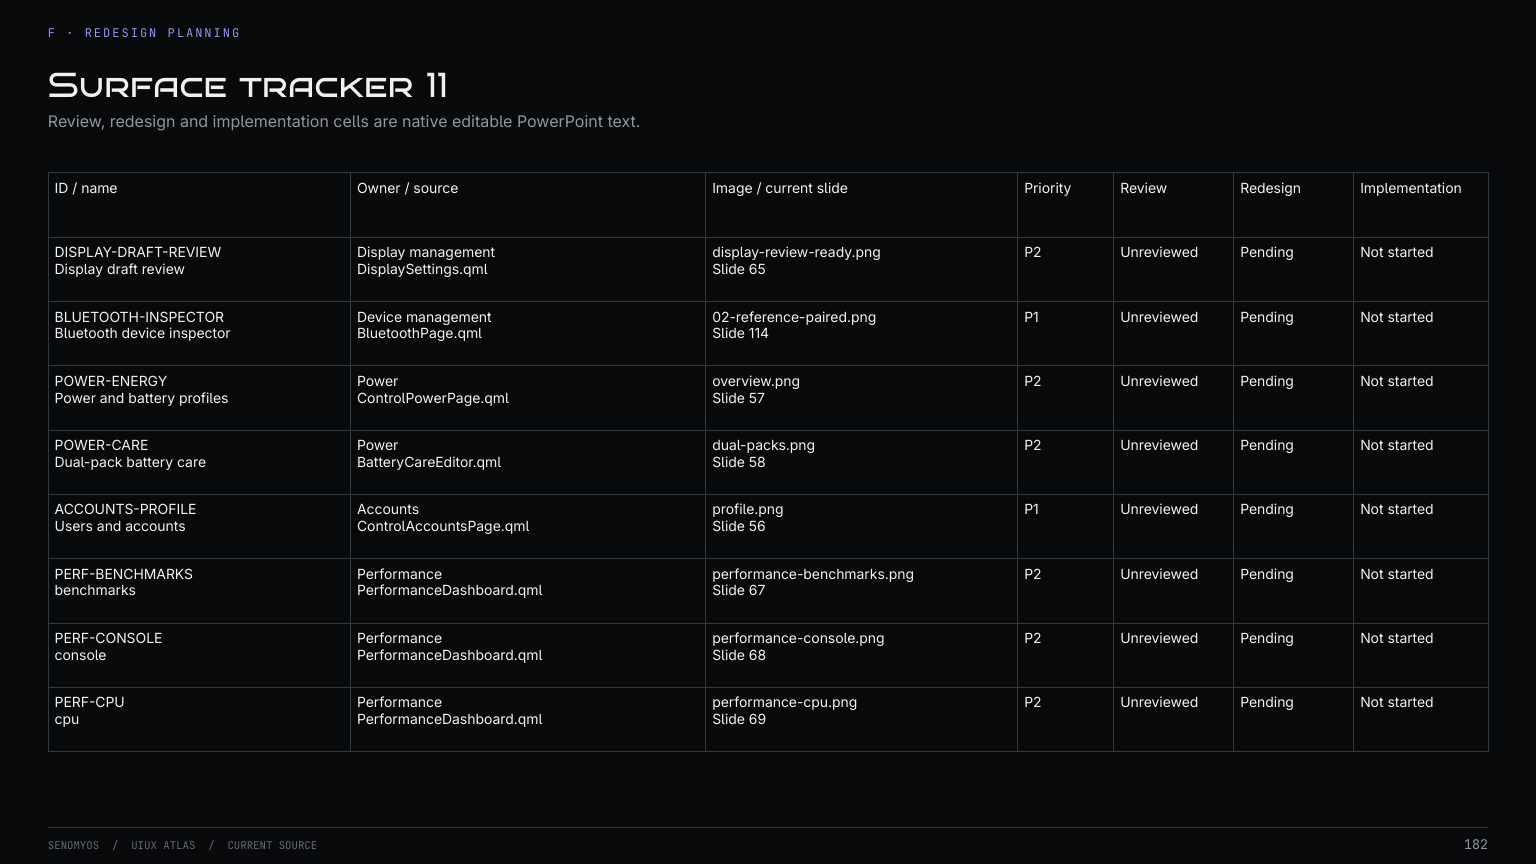 F · REDESIGN PLANNING
Surface tracker 11
Review, redesign and implementation cells are native editable PowerPoint text.
ID / name Owner / source Image / current slide Priority Review Redesign Implementation
DISPLAY-DRAFT-REVIEW Display management display-review-ready.png P2 Unreviewed Pending Not started
Display draft review DisplaySettings.qml Slide 65
BLUETOOTH-INSPECTOR Device management 02-reference-paired.png P1 Unreviewed Pending Not started
Bluetooth device inspector BluetoothPage.qml Slide 114
POWER-ENERGY Power overview.png P2 Unreviewed Pending Not started
Power and battery profiles ControlPowerPage.qml Slide 57
POWER-CARE Power dual-packs.png P2 Unreviewed Pending Not started
Dual-pack battery care BatteryCareEditor.qml Slide 58
ACCOUNTS-PROFILE Accounts profile.png P1 Unreviewed Pending Not started
Users and accounts ControlAccountsPage.qml Slide 56
PERF-BENCHMARKS Performance performance-benchmarks.png P2 Unreviewed Pending Not started
benchmarks PerformanceDashboard.qml Slide 67
PERF-CONSOLE Performance performance-console.png P2 Unreviewed Pending Not started
console PerformanceDashboard.qml Slide 68
PERF-CPU Performance performance-cpu.png P2 Unreviewed Pending Not started
cpu PerformanceDashboard.qml Slide 69
SENOMYOS / UIUX ATLAS / CURRENT SOURCE 182